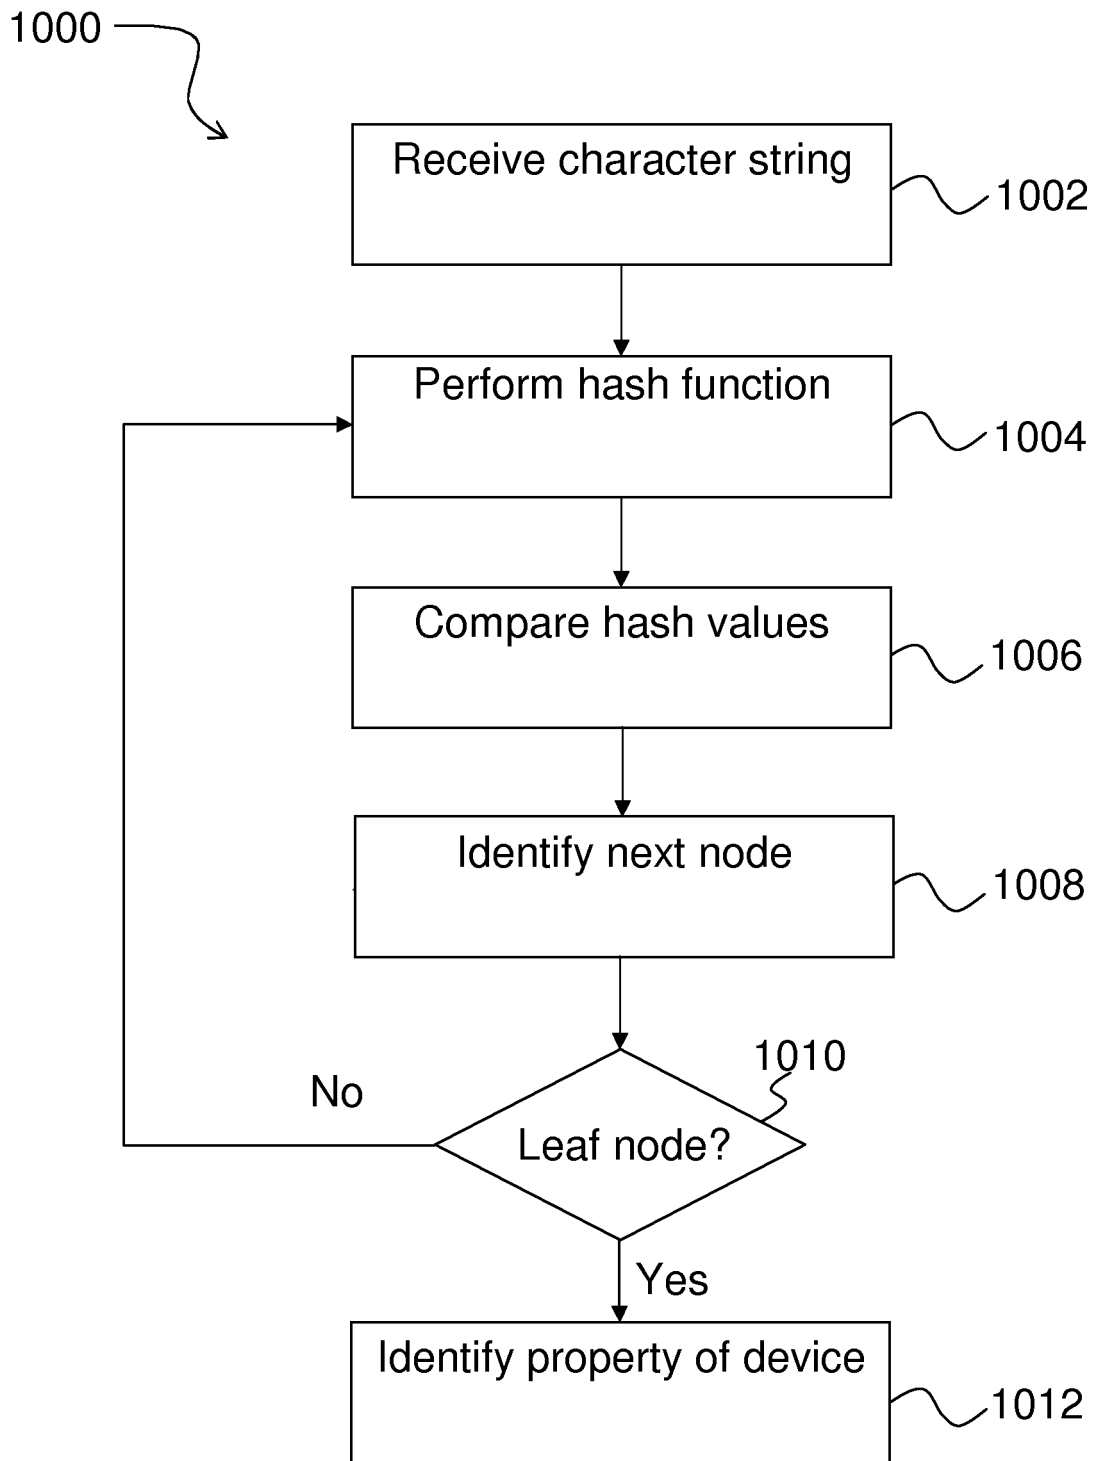 1000
Receive character string
1002
Perform hash function
1004
Compare hash values
1006
Identify next node
1008
1010
No
Leaf node?
Yes
Identify property of device
1012